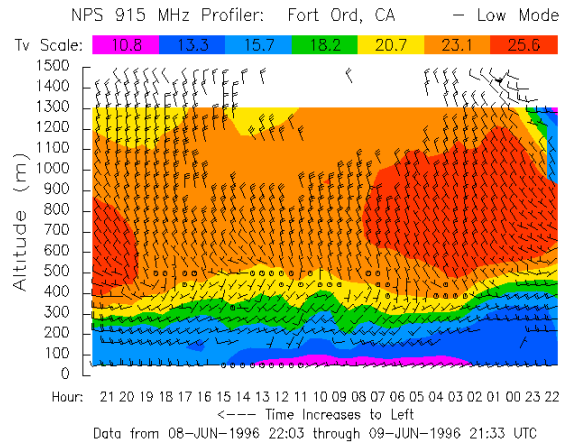 NPS 915 MHz Profiler: Fort Ord, CA — Low Mode
Tv Scale: 10.8 13.3 15.7 18.2 20.7 23.1 25.6
1500
1400
1300
1200
1100
1000
900
800
700
600
500
400
300
200
100
0
Altitude (m)
Hour: 21 20 19 18 17 16 15 14 13 12 11 10 09 08 07 06 05 04 03 02 01 00 23 22
<--- Time Increases to Left
Data from 08-JUN-1996 22:03 through 09-JUN-1996 21:33 UTC